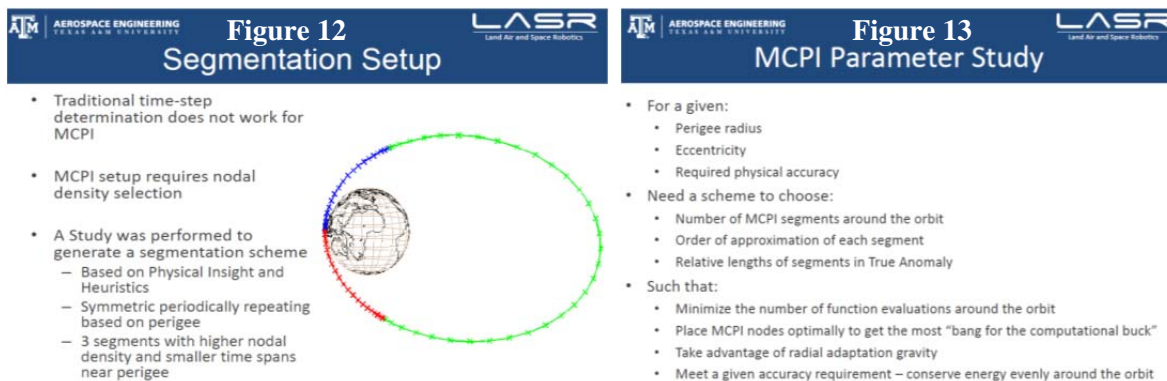 ĀM AEROSPACE ENGINEERING
TEXAS A&M UNIVERSITY
Figure 12
LASR
Land Air and Space Robotics
Segmentation Setup
• Traditional time-step
determination does not work for
MCPI
• MCPI setup requires nodal
density selection
• A Study was performed to
generate a segmentation scheme
– Based on Physical Insight and
Heuristics
– Symmetric periodically repeating
based on perigee
– 3 segments with higher nodal
density and smaller time spans
near perigee
ĀM AEROSPACE ENGINEERING
TEXAS A&M UNIVERSITY
Figure 13
LASR
Land Air and Space Robotics
MCPI Parameter Study
• For a given:
• Perigee radius
• Eccentricity
• Required physical accuracy
• Need a scheme to choose:
• Number of MCPI segments around the orbit
• Order of approximation of each segment
• Relative lengths of segments in True Anomaly
• Such that:
• Minimize the number of function evaluations around the orbit
• Place MCPI nodes optimally to get the most “bang for the computational buck”
• Take advantage of radial adaptation gravity
• Meet a given accuracy requirement – conserve energy evenly around the orbit